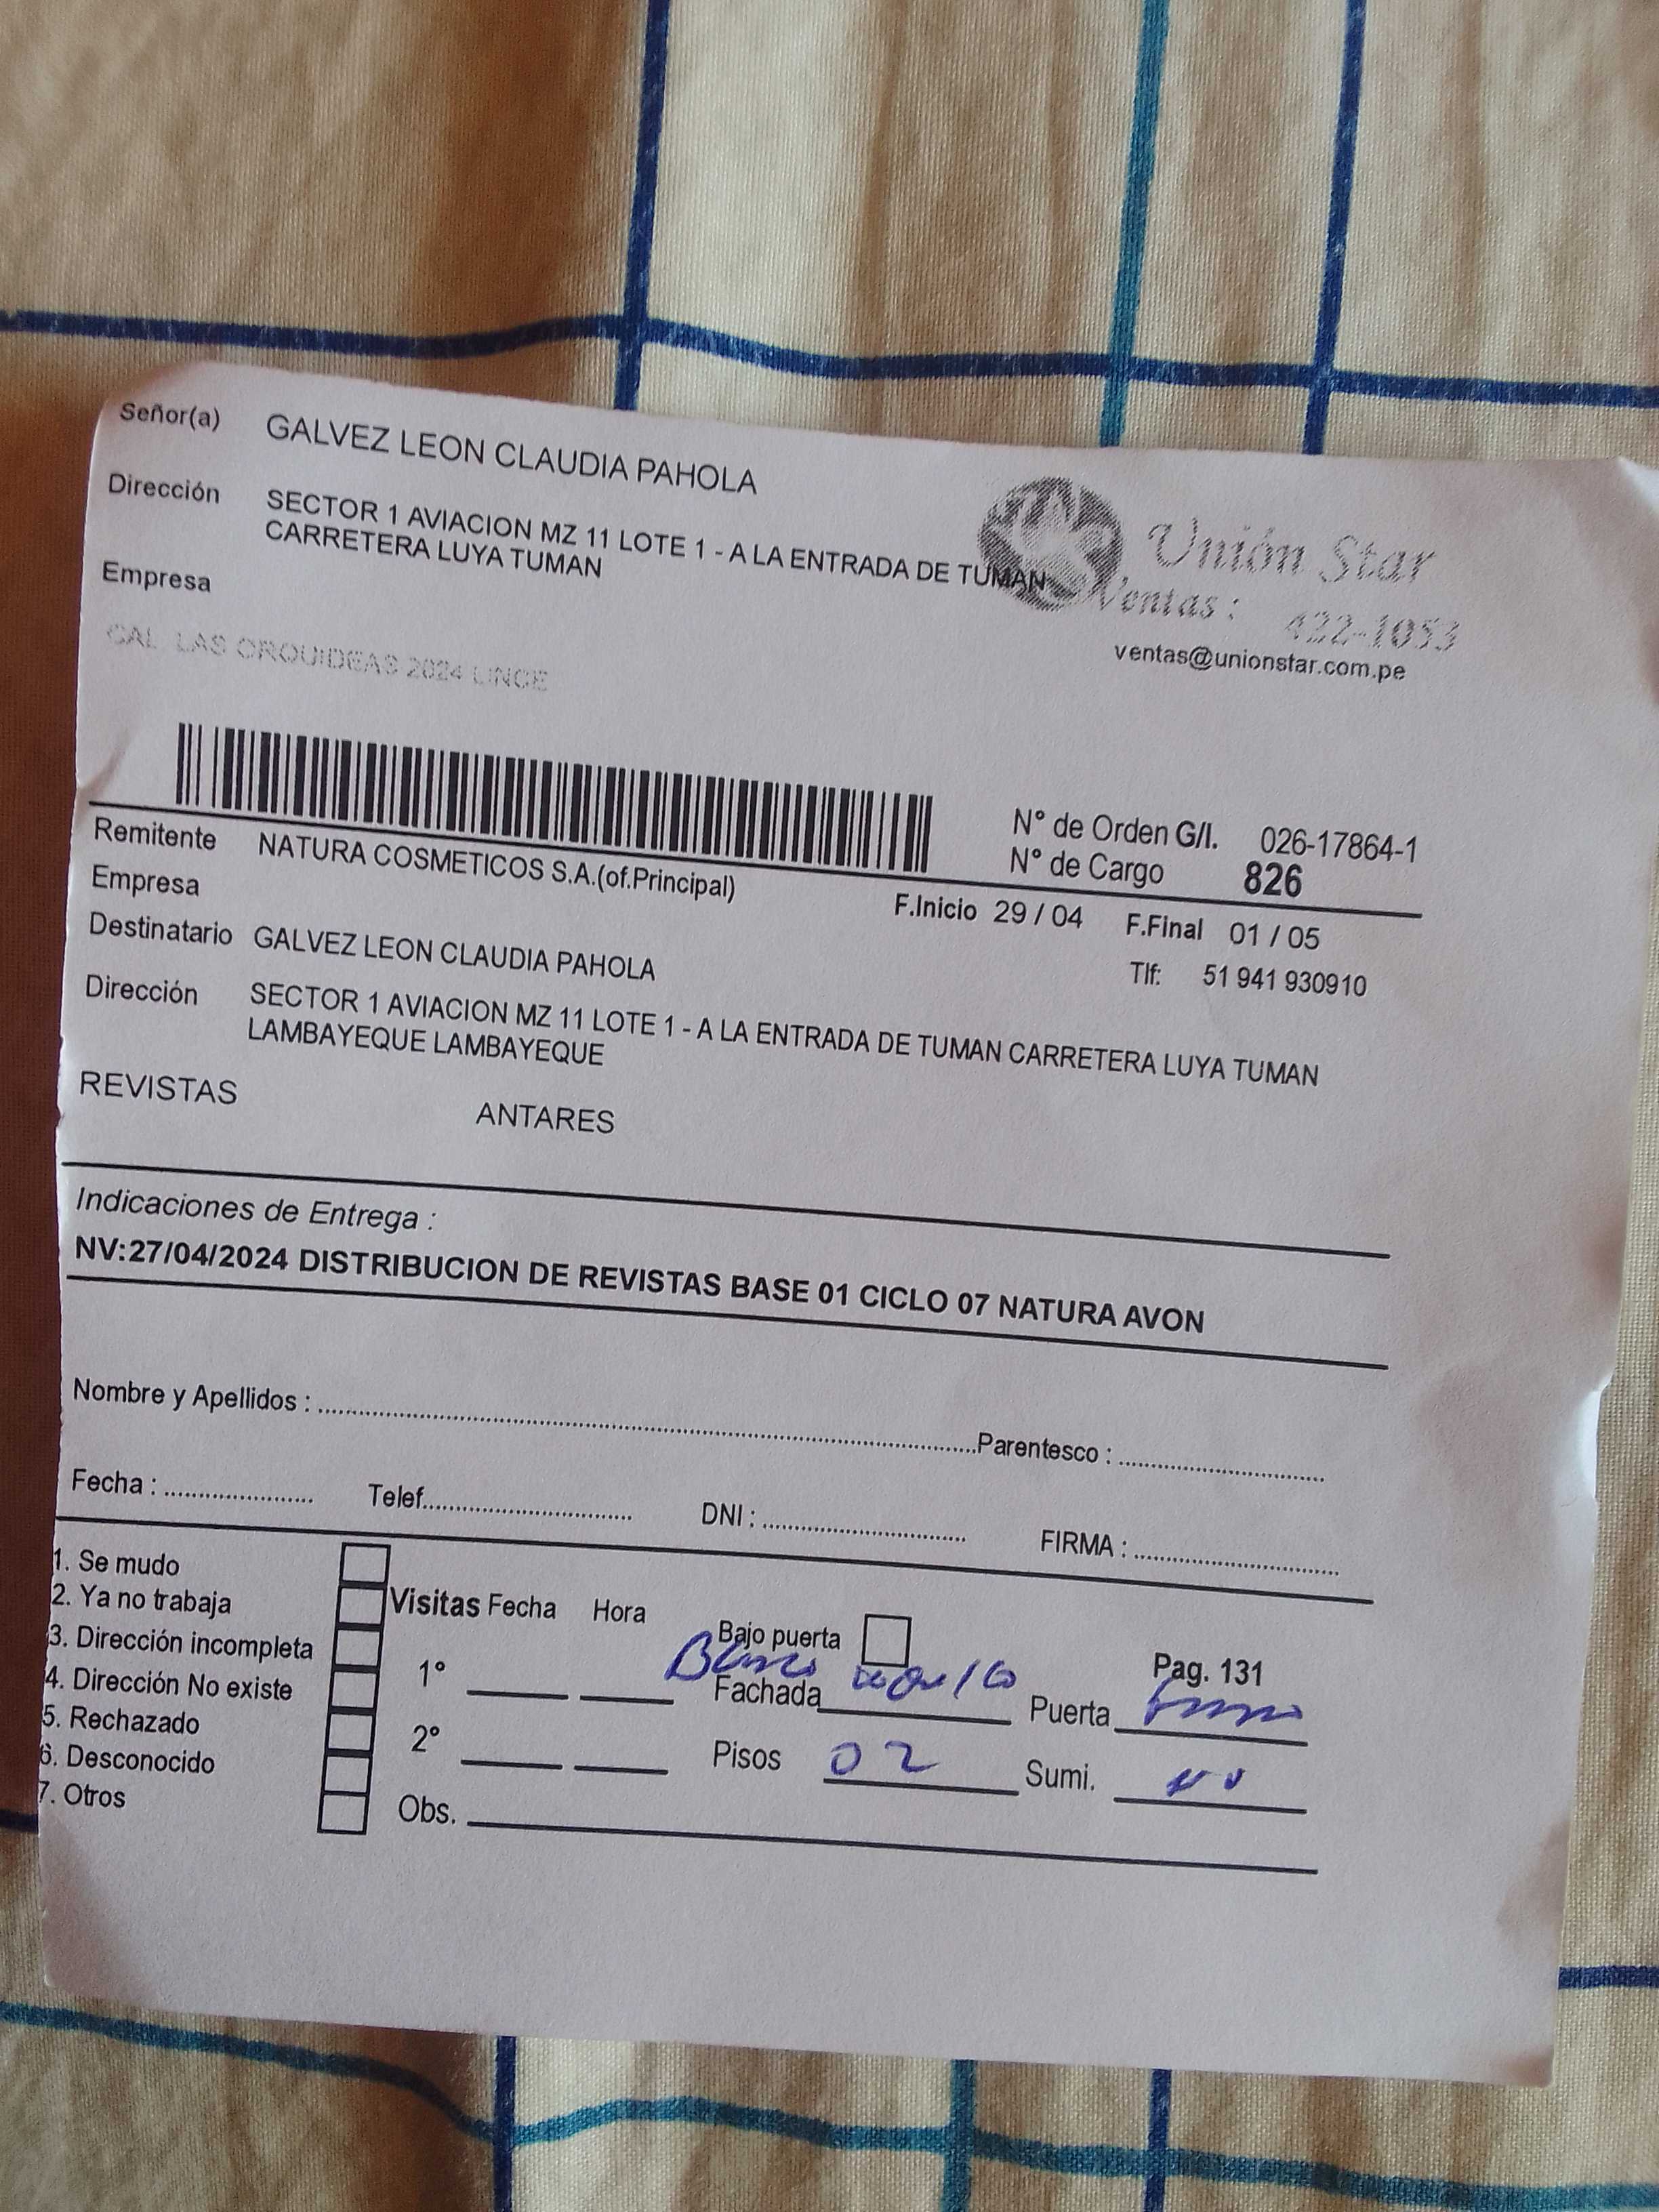 Señor(a) GALVEZ LEON CLAUDIA PAHOLA
Dirección SECTOR 1 AVIACION MZ 11 LOTE 1 - A LA ENTRADA DE TUMAN
CARRETERA LUYA TUMAN
Unión Star
Ventas : 422-1053
ventas@unionstar.com.pe
Empresa
CAL LAS ORQUIDEAS 2024 LINCE
N° de Orden G/I. 026-17864-1
N° de Cargo 826
Remitente NATURA COSMETICOS S.A.(of.Principal)
Empresa
F.Inicio 29 / 04 F.Final 01 / 05
Destinatario GALVEZ LEON CLAUDIA PAHOLA
Tlf: 51 941 930910
Dirección SECTOR 1 AVIACION MZ 11 LOTE 1 - A LA ENTRADA DE TUMAN CARRETERA LUYA TUMAN
LAMBAYEQUE LAMBAYEQUE
REVISTAS ANTARES
Indicaciones de Entrega :
NV:27/04/2024 DISTRIBUCION DE REVISTAS BASE 01 CICLO 07 NATURA AVON
Nombre y Apellidos : Parentesco :
Fecha : Telef. DNI : FIRMA :
1. Se mudo
2. Ya no trabaja
3. Dirección incompleta
4. Dirección No existe
5. Rechazado
6. Desconocido
7. Otros
Visitas Fecha Hora
Bajo puerta
Pag. 131
1° Fachada Puerta
2° Pisos 02 Sumi.
Obs.